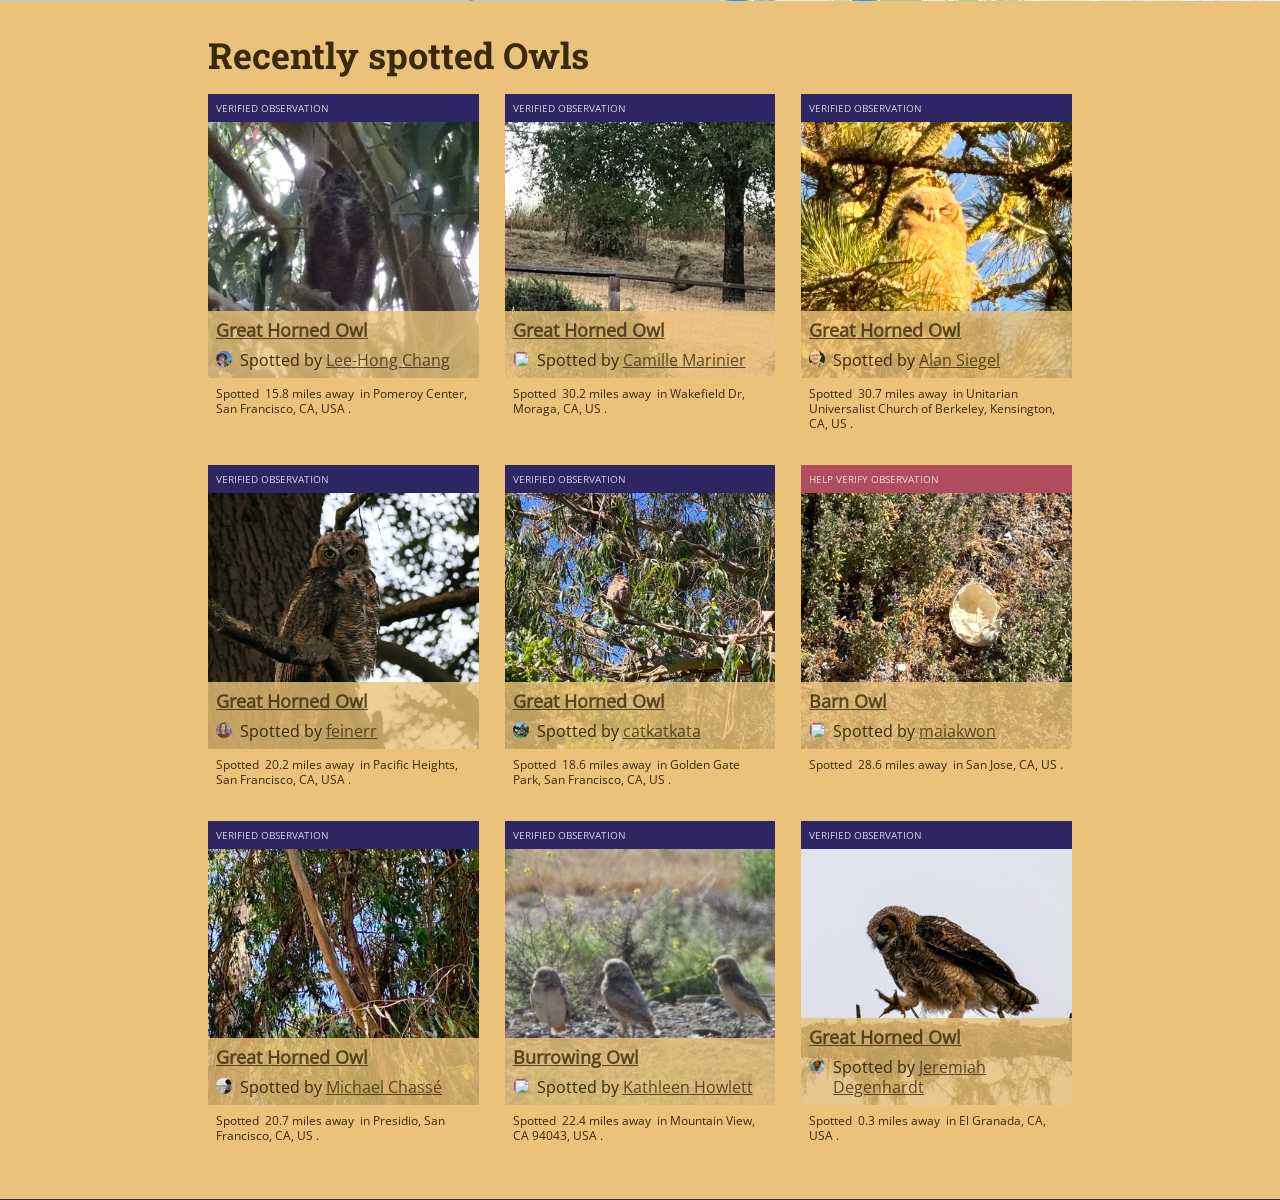 Recently spotted Owls
VERIFIED OBSERVATION
Great Horned Owl
Spotted by Lee-Hong Chang
Spotted 15.8 miles away in Pomeroy Center,
San Francisco, CA, USA .
VERIFIED OBSERVATION
Great Horned Owl
Spotted by Camille Marinier
Spotted 30.2 miles away in Wakefield Dr,
Moraga, CA, US .
VERIFIED OBSERVATION
Great Horned Owl
Spotted by Alan Siegel
Spotted 30.7 miles away in Unitarian
Universalist Church of Berkeley, Kensington,
CA, US .
VERIFIED OBSERVATION
Great Horned Owl
Spotted by feinerr
Spotted 20.2 miles away in Pacific Heights,
San Francisco, CA, USA .
VERIFIED OBSERVATION
Great Horned Owl
Spotted by catkatkata
Spotted 18.6 miles away in Golden Gate
Park, San Francisco, CA, US .
HELP VERIFY OBSERVATION
Barn Owl
Spotted by maiakwon
Spotted 28.6 miles away in San Jose, CA, US .
VERIFIED OBSERVATION
Great Horned Owl
Spotted by Michael Chassé
Spotted 20.7 miles away in Presidio, San
Francisco, CA, US .
VERIFIED OBSERVATION
Burrowing Owl
Spotted by Kathleen Howlett
Spotted 22.4 miles away in Mountain View,
CA 94043, USA .
VERIFIED OBSERVATION
Great Horned Owl
Spotted by Jeremiah
Degenhardt
Spotted 0.3 miles away in El Granada, CA,
USA .